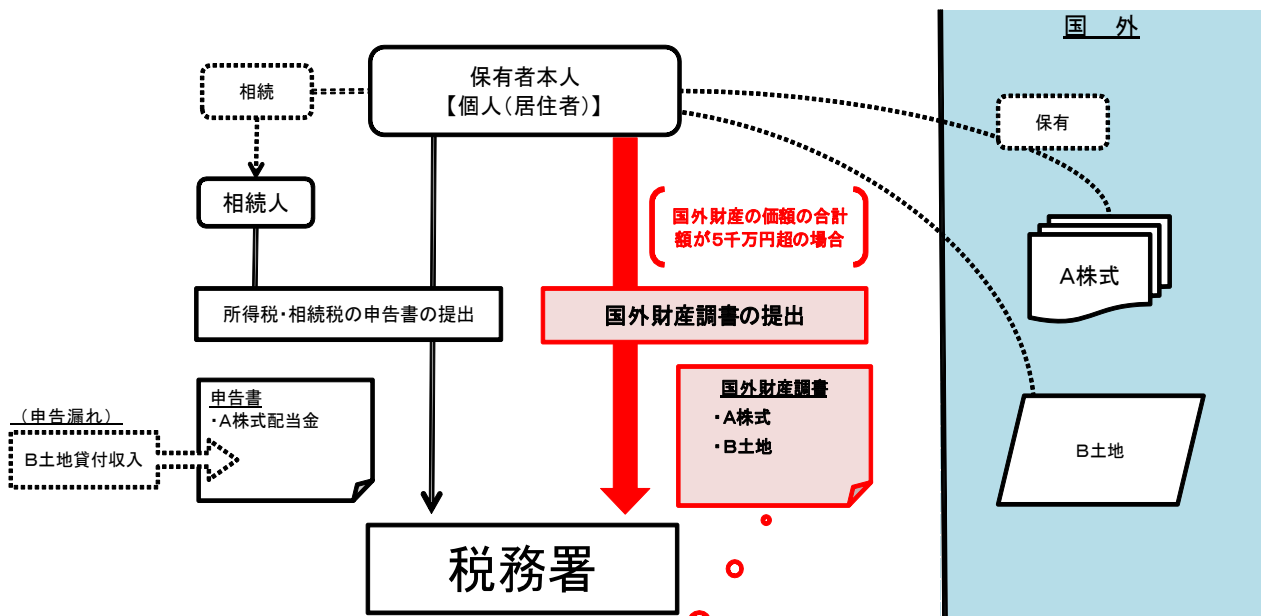 国　外
相続
保有者本人
【個人（居住者）】
保有
相続人
国外財産の価額の合計
額が５千万円超の場合
A株式
所得税・相続税の申告書の提出
国外財産調書の提出
申告書
・A株式配当金
（申告漏れ）
B土地貸付収入
国外財産調書
・A株式
・B土地
B土地
税務署